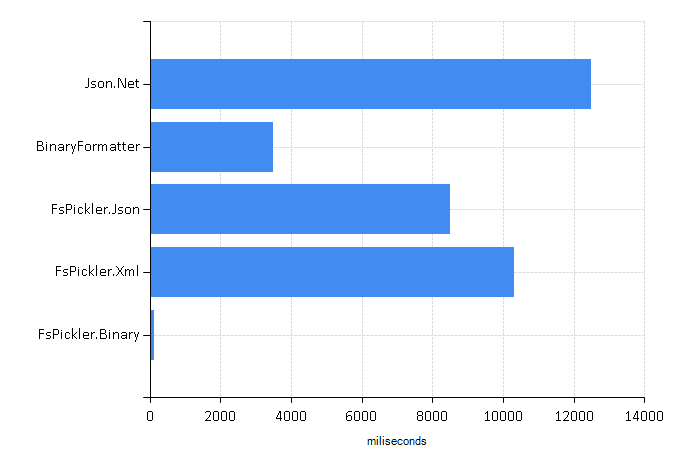 Json.Net
BinaryFormatter
FsPickler.Json
FsPickler.Xml
FsPickler.Binary
0 2000 4000 6000 8000 10000 12000 14000
miliseconds